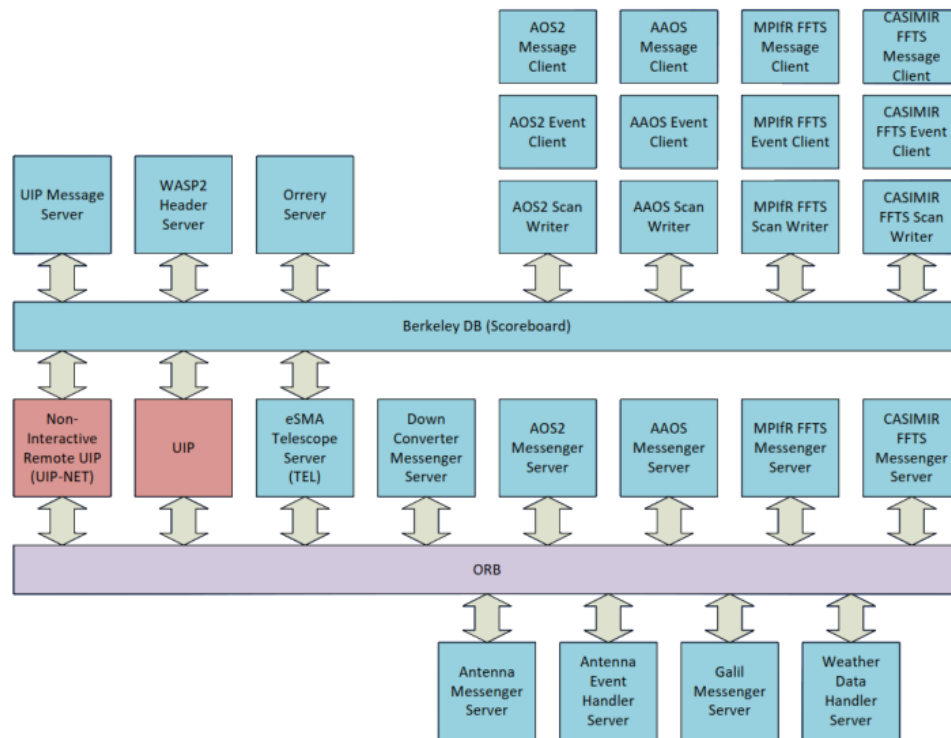 AOS2
Message
Client
AAOS
Message
Client
MPIfR FFTS
Message
Client
CASIMIR
FFTS
Message
Client
AOS2 Event
Client
AAOS Event
Client
MPIfR FFTS
Event Client
CASIMIR
FFTS Event
Client
UIP Message
Server
WASP2
Header
Server
Orrery
Server
AOS2 Scan
Writer
AAOS Scan
Writer
MPIfR FFTS
Scan Writer
CASIMIR
FFTS Scan
Writer
Berkeley DB (Scoreboard)
Non-
Interactive
Remote UIP
(UIP-NET)
UIP
eSMA
Telescope
Server
(TEL)
Down
Converter
Messenger
Server
AOS2
Messenger
Server
AAOS
Messenger
Server
MPIfR FFTS
Messenger
Server
CASIMIR
FFTS
Messenger
Server
ORB
Antenna
Messenger
Server
Antenna
Event
Handler
Server
Galil
Messenger
Server
Weather
Data
Handler
Server